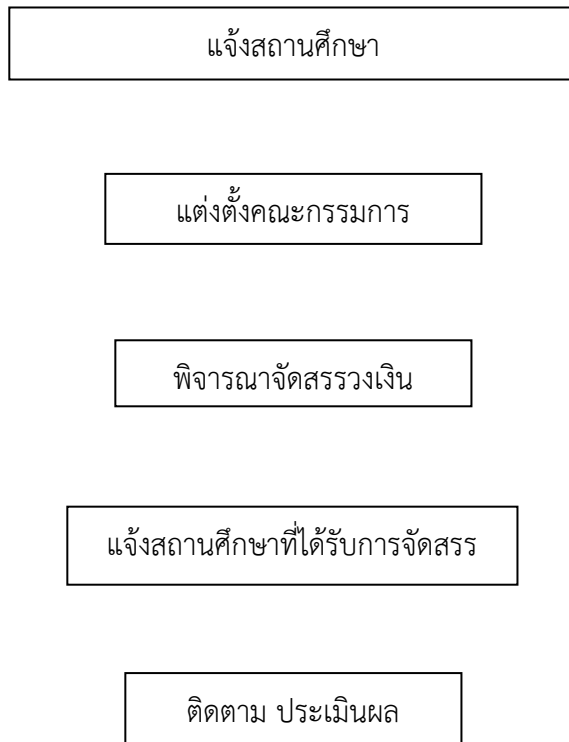 แจ้งสถานศึกษา
แต่งตั้งคณะกรรมการ
พิจารณาจัดสรรวงเงิน
แจ้งสถานศึกษาที่ได้รับการจัดสรร
ติดตาม ประเมินผล